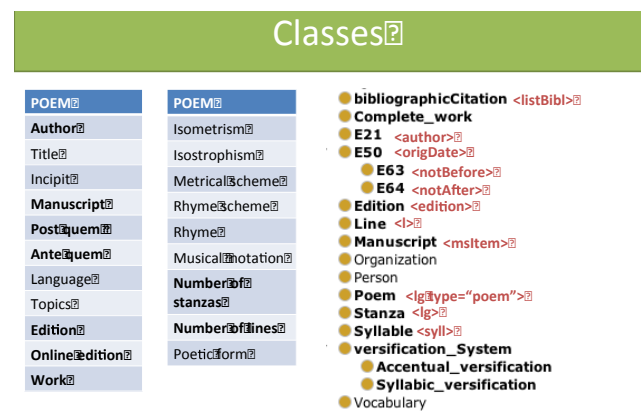 Classes
POEM
Author
Title
Incipit
Manuscript
Post quem
Ante quem
Language
Topics
Edition
Online edition
Work
POEM
Isometrism
Isostrophism
Metrical scheme
Rhyme scheme
Rhyme
Musical notation
Number of
stanzas
Number of lines
Poetic form
bibliographicCitation <listBibl>
Complete_work
E21 <author>
E50 <origDate>
E63 <notBefore>
E64 <notAfter>
Edition <edition>
Line <l>
Manuscript <msItem>
Organization
Person
Poem <lg type=“poem”>
Stanza <lg>
Syllable <syll>
versification_System
Accentual_versification
Syllabic_versification
Vocabulary